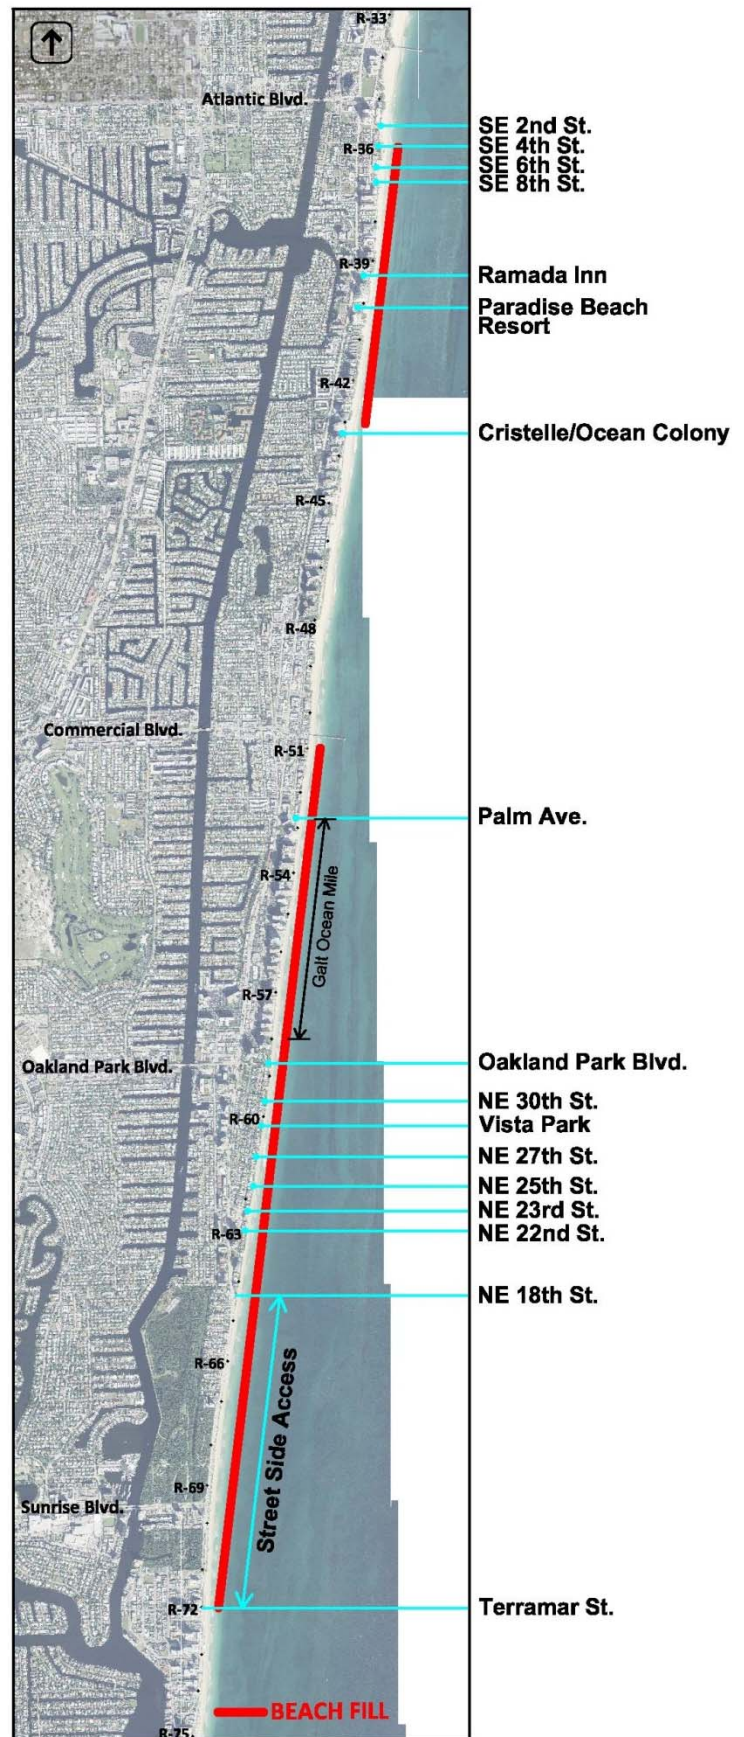 R-33
Atlantic Blvd.
SE 2nd St.
R-36
SE 4th St.
SE 6th St.
SE 8th St.
R-39
Ramada Inn
Paradise Beach
Resort
R-42
Cristelle/Ocean Colony
R-45
R-48
Commercial Blvd.
R-51
Palm Ave.
R-54
Galt Ocean Mile
R-57
Oakland Park Blvd.
Oakland Park Blvd.
NE 30th St.
R-60
Vista Park
NE 27th St.
NE 25th St.
NE 23rd St.
R-63
NE 22nd St.
NE 18th St.
R-66
Street Side Access
R-69
Sunrise Blvd.
R-72
Terramar St.
BEACH FILL
R-75